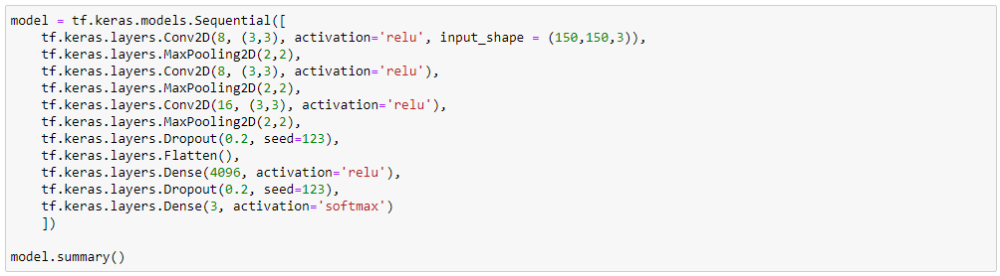 model = tf.keras.models.Sequential([
    tf.keras.layers.Conv2D(8, (3,3), activation='relu', input_shape = (150,150,3)),
    tf.keras.layers.MaxPooling2D(2,2),
    tf.keras.layers.Conv2D(8, (3,3), activation='relu'),
    tf.keras.layers.MaxPooling2D(2,2),
    tf.keras.layers.Conv2D(16, (3,3), activation='relu'),
    tf.keras.layers.MaxPooling2D(2,2),
    tf.keras.layers.Dropout(0.2, seed=123),
    tf.keras.layers.Flatten(),
    tf.keras.layers.Dense(4096, activation='relu'),
    tf.keras.layers.Dropout(0.2, seed=123),
    tf.keras.layers.Dense(3, activation='softmax')
    ])

model.summary()